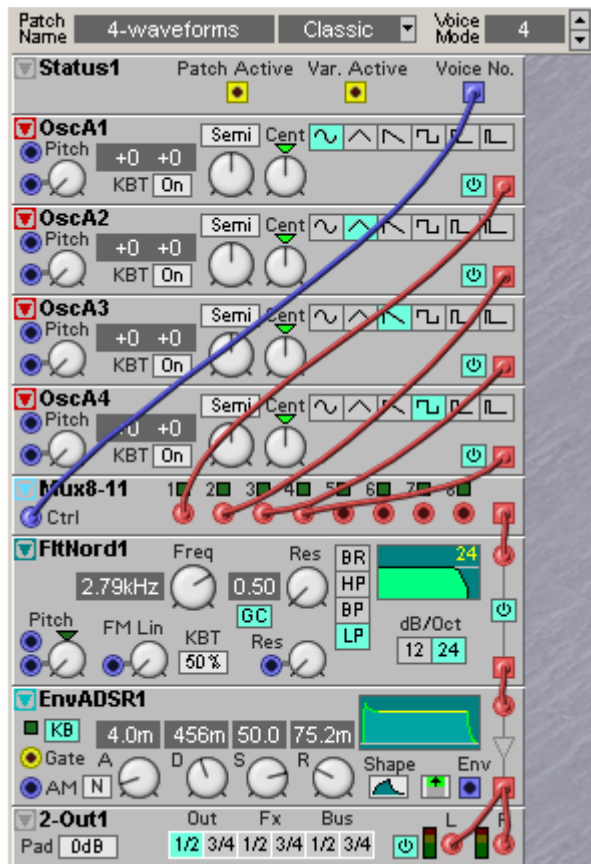 Patch Name 4-waveforms Classic Voice Mode 4
Status1 Patch Active Var. Active Voice No.
OscA1 Semi Cent
Pitch +0 +0
KBT On
OscA2 Semi Cent
Pitch +0 +0
KBT On
OscA3 Semi Cent
Pitch +0 +0
KBT On
OscA4 Semi Cent
Pitch +0 +0
KBT On
Mux8-11 1 2 3 4 5 6 7 8
Ctrl
FltNord1 Freq Res BR 24
2.79kHz 0.50 HP
GC BP
Pitch FM Lin KBT Res LP dB/Oct
50% 12 24
EnvADSR1
KB 4.0m 456m 50.0 75.2m
Gate A D S R Shape Env
AM N
2-Out1 Out Fx Bus L R
Pad 0dB 1/2 3/4 1/2 3/4 1/2 3/4